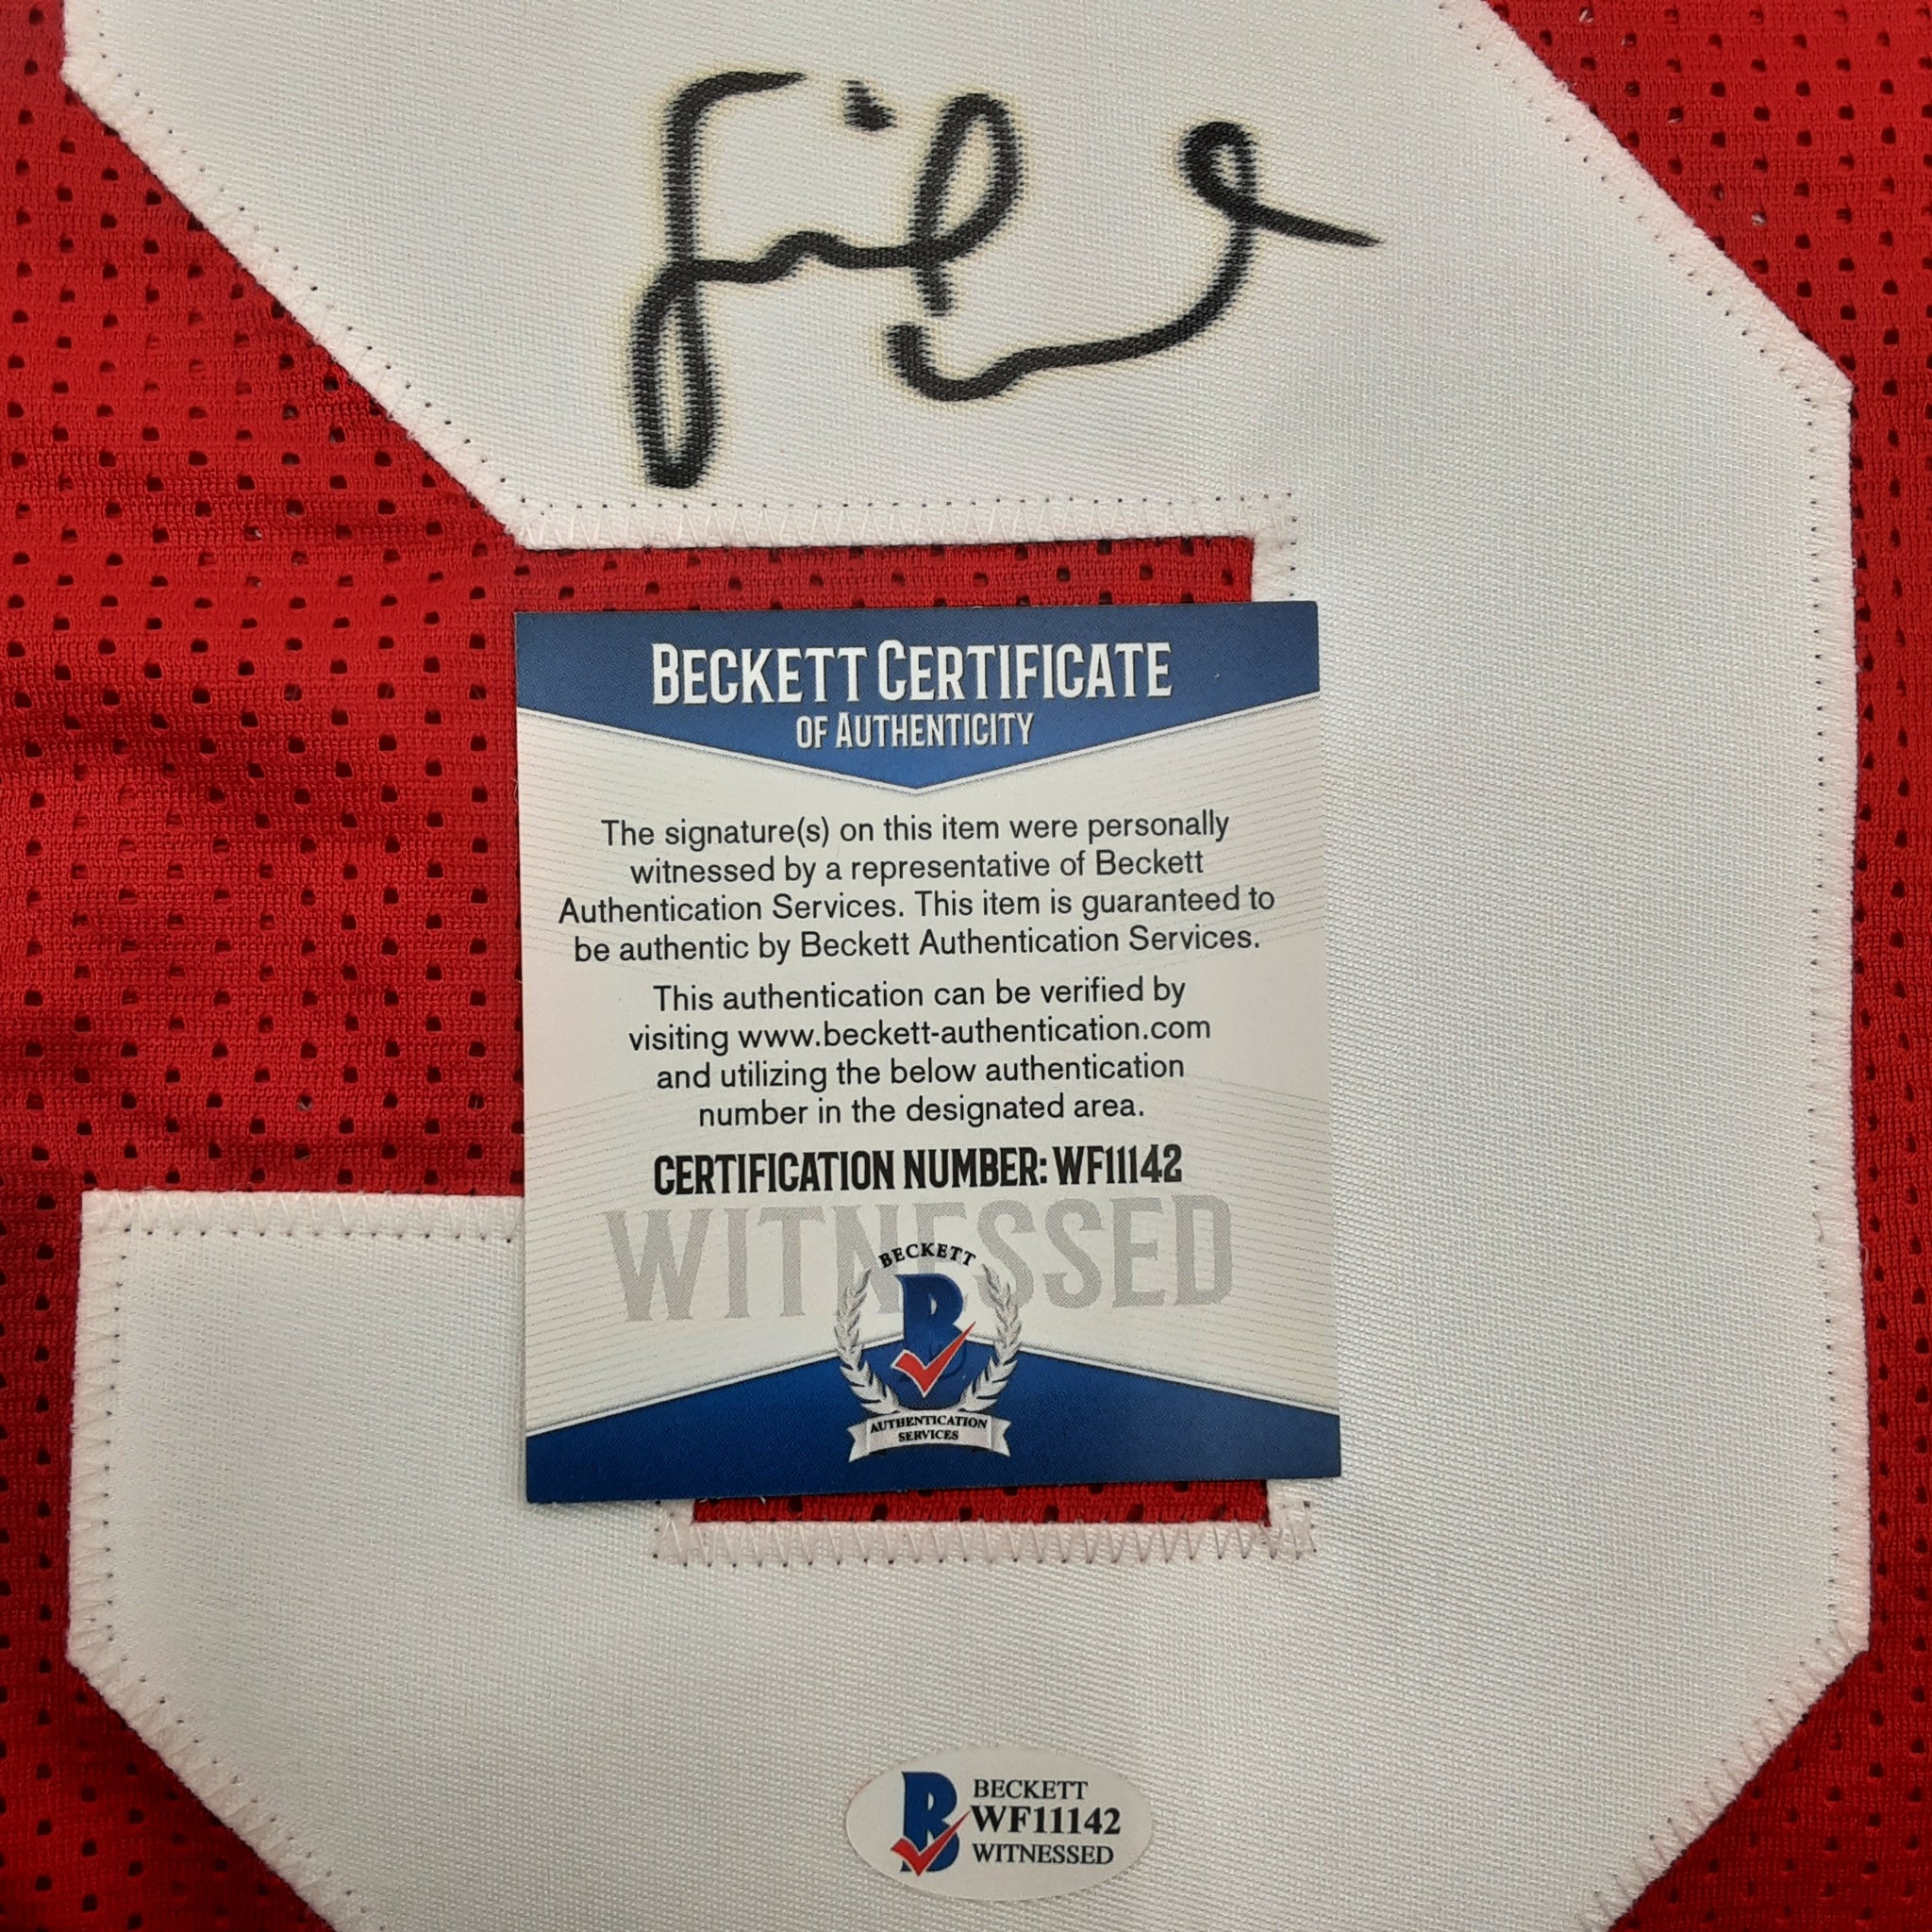 BECKETT CERTIFICATE
OF AUTHENTICITY
The signature(s) on this item were personally
witnessed by a representative of Beckett
Authentication Services. This item is guaranteed to
be authentic by Beckett Authentication Services.
This authentication can be verified by
visiting www.beckett-authentication.com
and utilizing the below authentication
number in the designated area.
CERTIFICATION NUMBER: WF11142
WITNESSED
BECKETT
B
AUTHENTICATION
SERVICES
B
BECKETT
WF11142
WITNESSED